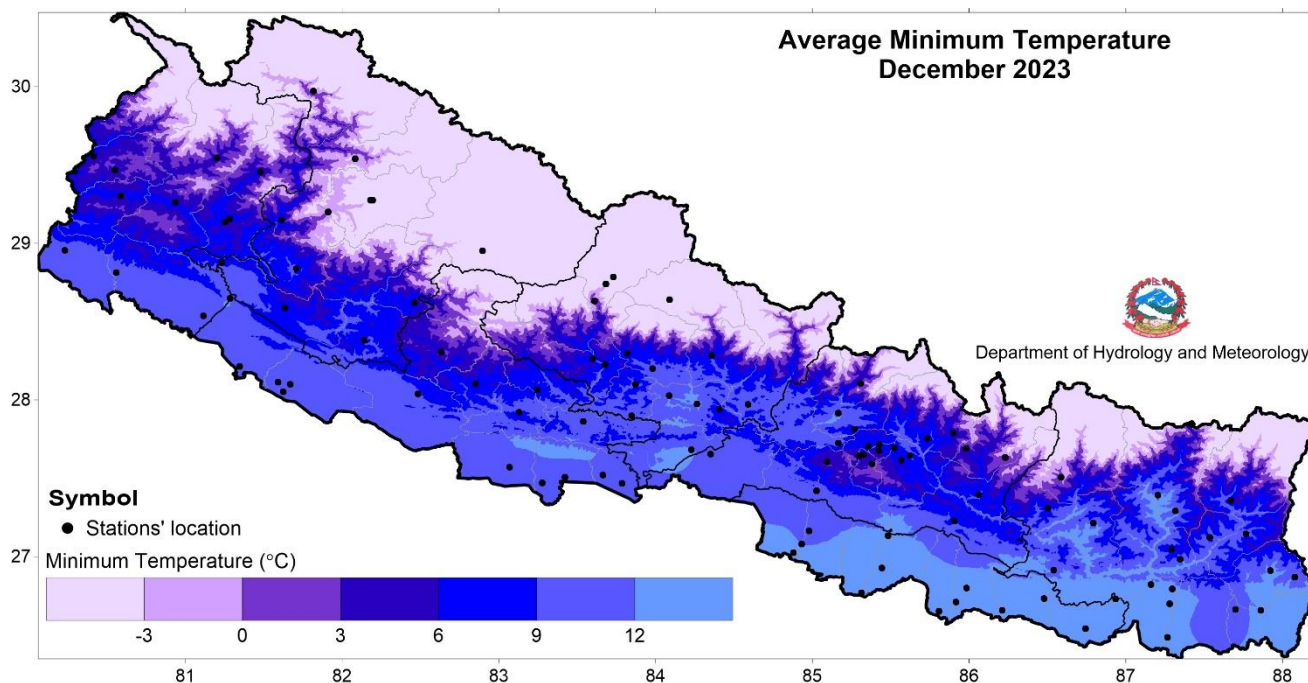 Average Minimum Temperature
December 2023
30
29
28
27
Department of Hydrology and Meteorology
Symbol
Stations' location
Minimum Temperature (°C)
-3 0 3 6 9 12
81 82 83 84 85 86 87 88